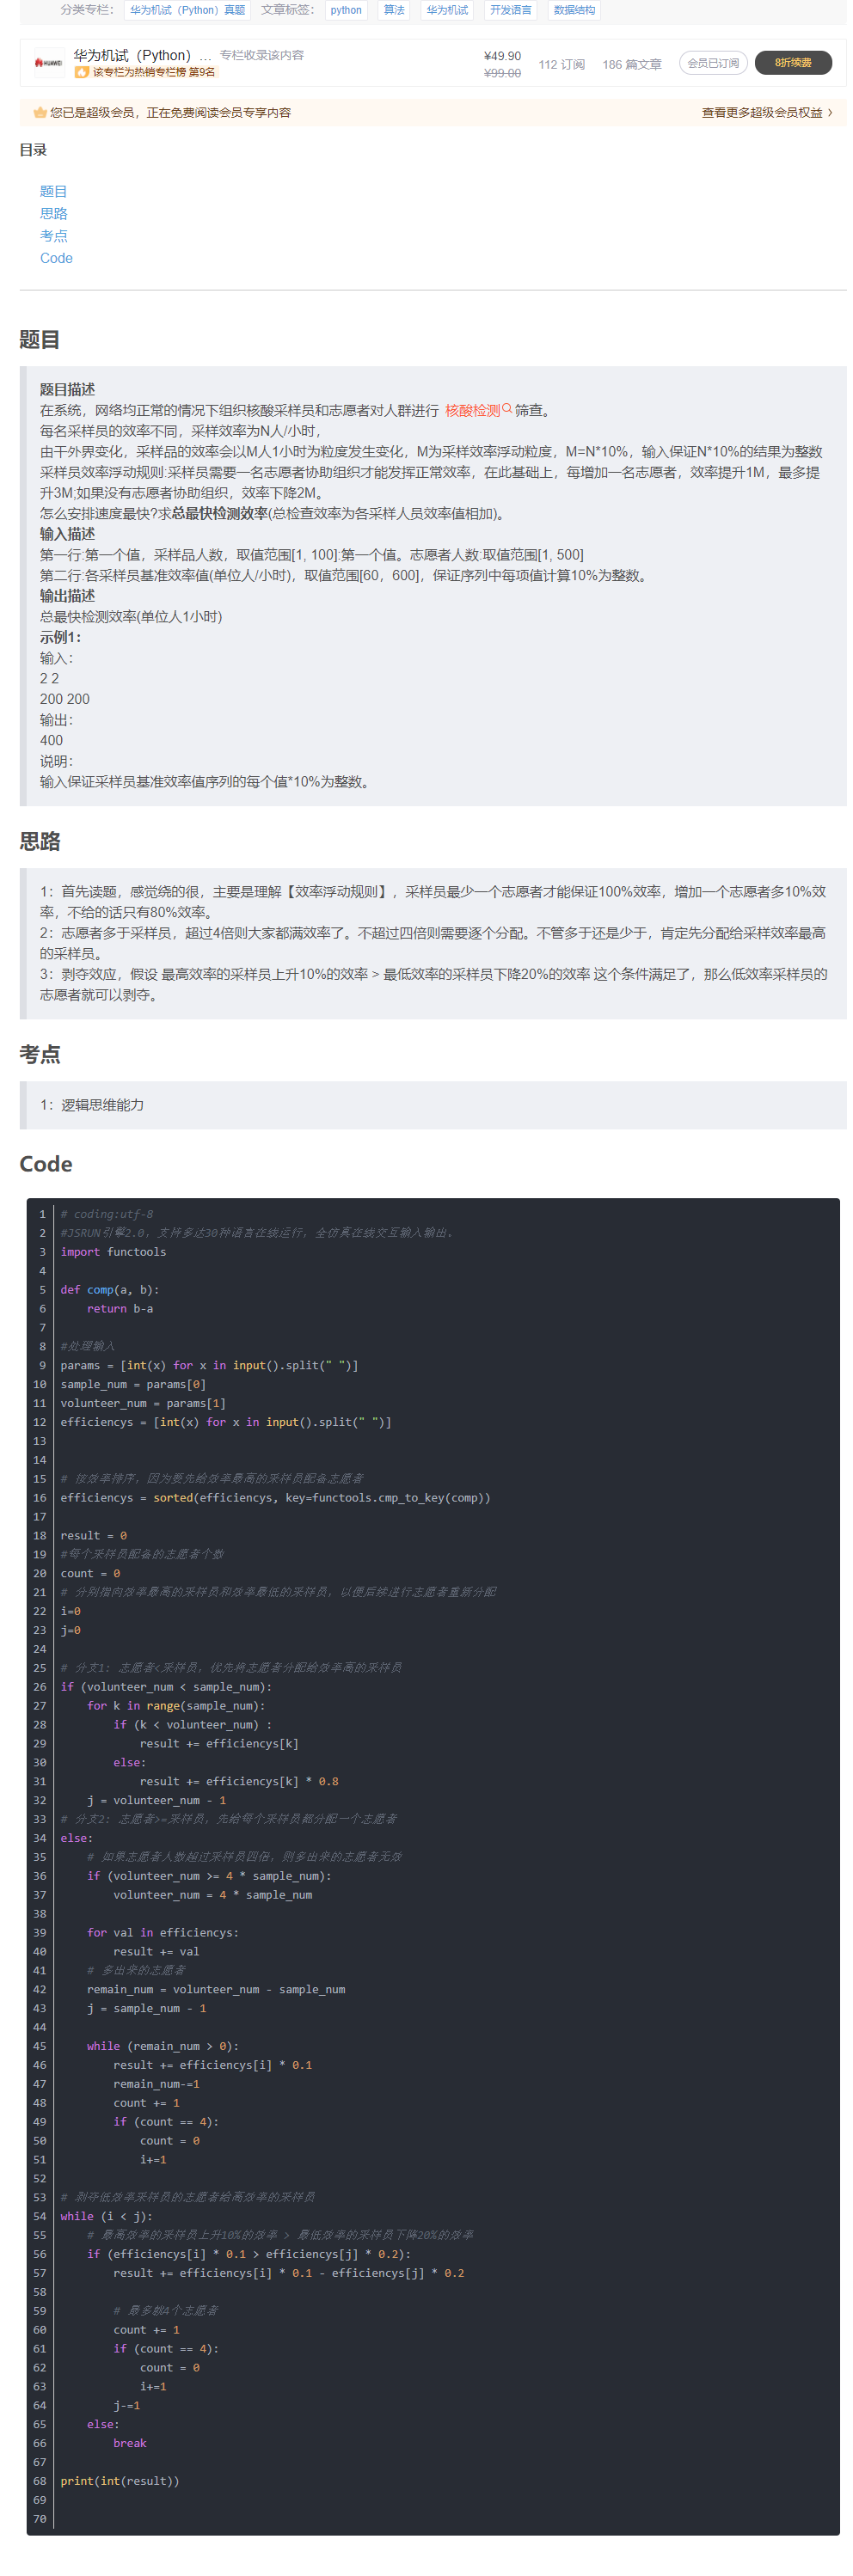 分类专栏： 华为机试（Python）真题 文章标签： python 算法 华为机试 开发语言 数据结构
HUAWEI 华为机试（Python）... 专栏收录该内容 ¥49.90 112 订阅 186 篇文章 会员已订阅 8折续费
该专栏为热销专栏榜 第9名 ¥99.00
您已是超级会员，正在免费阅读会员专享内容 查看更多超级会员权益 >
目录
题目
思路
考点
Code
题目
题目描述
在系统，网络均正常的情况下组织核酸采样员和志愿者对人群进行 核酸检测 筛查。
每名采样员的效率不同，采样效率为N人/小时，
由于外界变化，采样品的效率会以M人1小时为粒度发生变化，M为采样效率浮动粒度，M=N*10%，输入保证N*10%的结果为整数
采样员效率浮动规则:采样员需要一名志愿者协助组织才能发挥正常效率，在此基础上，每增加一名志愿者，效率提升1M，最多提
升3M;如果没有志愿者协助组织，效率下降2M。
怎么安排速度最快?求总最快检测效率(总检查效率为各采样人员效率值相加)。
输入描述
第一行:第一个值，采样品人数，取值范围[1, 100]:第一个值。志愿者人数:取值范围[1, 500]
第二行:各采样员基准效率值(单位人/小时)，取值范围[60，600]，保证序列中每项值计算10%为整数。
输出描述
总最快检测效率(单位人1小时)
示例1：
输入：
2 2
200 200
输出：
400
说明：
输入保证采样员基准效率值序列的每个值*10%为整数。
思路
1：首先读题，感觉绕的很，主要是理解【效率浮动规则】，采样员最少一个志愿者才能保证100%效率，增加一个志愿者多10%效
率，不给的话只有80%效率。
2：志愿者多于采样员，超过4倍则大家都满效率了。不超过四倍则需要逐个分配。不管多于还是少于，肯定先分配给采样效率最高
的采样员。
3：剥夺效应，假设 最高效率的采样员上升10%的效率 > 最低效率的采样员下降20%的效率 这个条件满足了，那么低效率采样员的
志愿者就可以剥夺。
考点
1：逻辑思维能力
Code
1 # coding:utf-8
2 #JSRUN引擎2.0，支持多达30种语言在线运行，全仿真在线交互输入输出。
3 import functools
4
5 def comp(a, b):
6     return b-a
7
8 #处理输入
9 params = [int(x) for x in input().split(" ")]
10 sample_num = params[0]
11 volunteer_num = params[1]
12 efficiencys = [int(x) for x in input().split(" ")]
13
14
15 # 按效率排序，因为要先给效率最高的采样员配备志愿者
16 efficiencys = sorted(efficiencys, key=functools.cmp_to_key(comp))
17
18 result = 0
19 #每个采样员配备的志愿者个数
20 count = 0
21 # 分别指向效率最高的采样员和效率最低的采样员，以便后续进行志愿者重新分配
22 i=0
23 j=0
24
25 # 分支1: 志愿者<采样员，优先将志愿者分配给效率高的采样员
26 if (volunteer_num < sample_num):
27     for k in range(sample_num):
28         if (k < volunteer_num) :
29             result += efficiencys[k]
30         else:
31             result += efficiencys[k] * 0.8
32     j = volunteer_num - 1
33 # 分支2: 志愿者>=采样员，先给每个采样员都分配一个志愿者
34 else:
35     # 如果志愿者人数超过采样员四倍，则多出来的志愿者无效
36     if (volunteer_num >= 4 * sample_num):
37         volunteer_num = 4 * sample_num
38
39     for val in efficiencys:
40         result += val
41     # 多出来的志愿者
42     remain_num = volunteer_num - sample_num
43     j = sample_num - 1
44
45     while (remain_num > 0):
46         result += efficiencys[i] * 0.1
47         remain_num-=1
48         count += 1
49         if (count == 4):
50             count = 0
51             i+=1
52
53 # 剥夺低效率采样员的志愿者给高效率的采样员
54 while (i < j):
55     # 最高效率的采样员上升10%的效率 > 最低效率的采样员下降20%的效率
56     if (efficiencys[i] * 0.1 > efficiencys[j] * 0.2):
57         result += efficiencys[i] * 0.1 - efficiencys[j] * 0.2
58
59         # 最多就4个志愿者
60         count += 1
61         if (count == 4):
62             count = 0
63             i+=1
64         j-=1
65     else:
66         break
67
68 print(int(result))
69
70